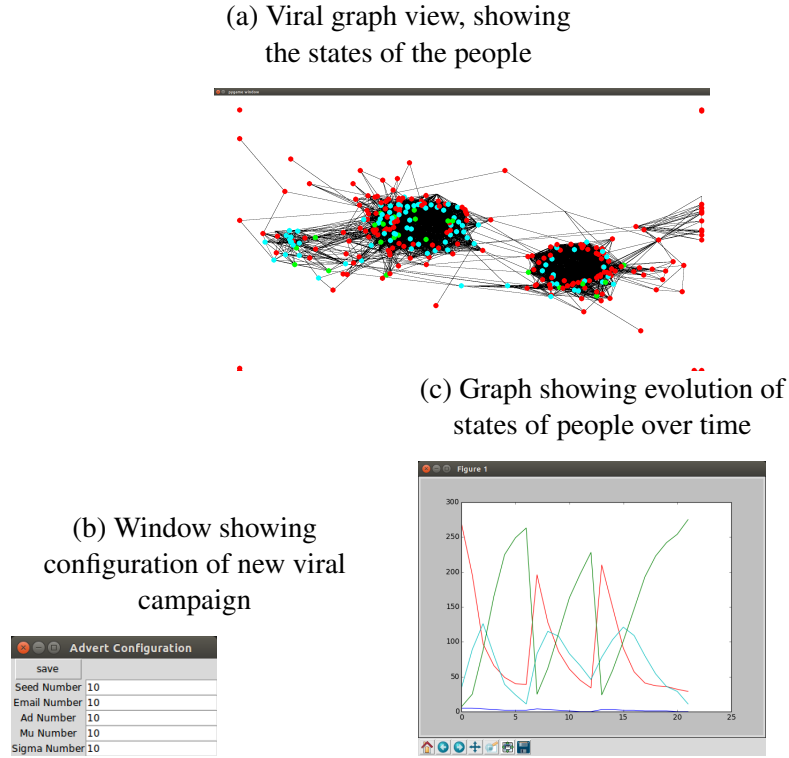 (a) Viral graph view, showing
the states of the people
pygame window
(c) Graph showing evolution of
states of people over time
Figure 1
300
250
200
150
100
50
0
0 5 10 15 20 25
(b) Window showing
configuration of new viral
campaign
Advert Configuration
save
Seed Number 10
Email Number 10
Ad Number 10
Mu Number 10
Sigma Number 10